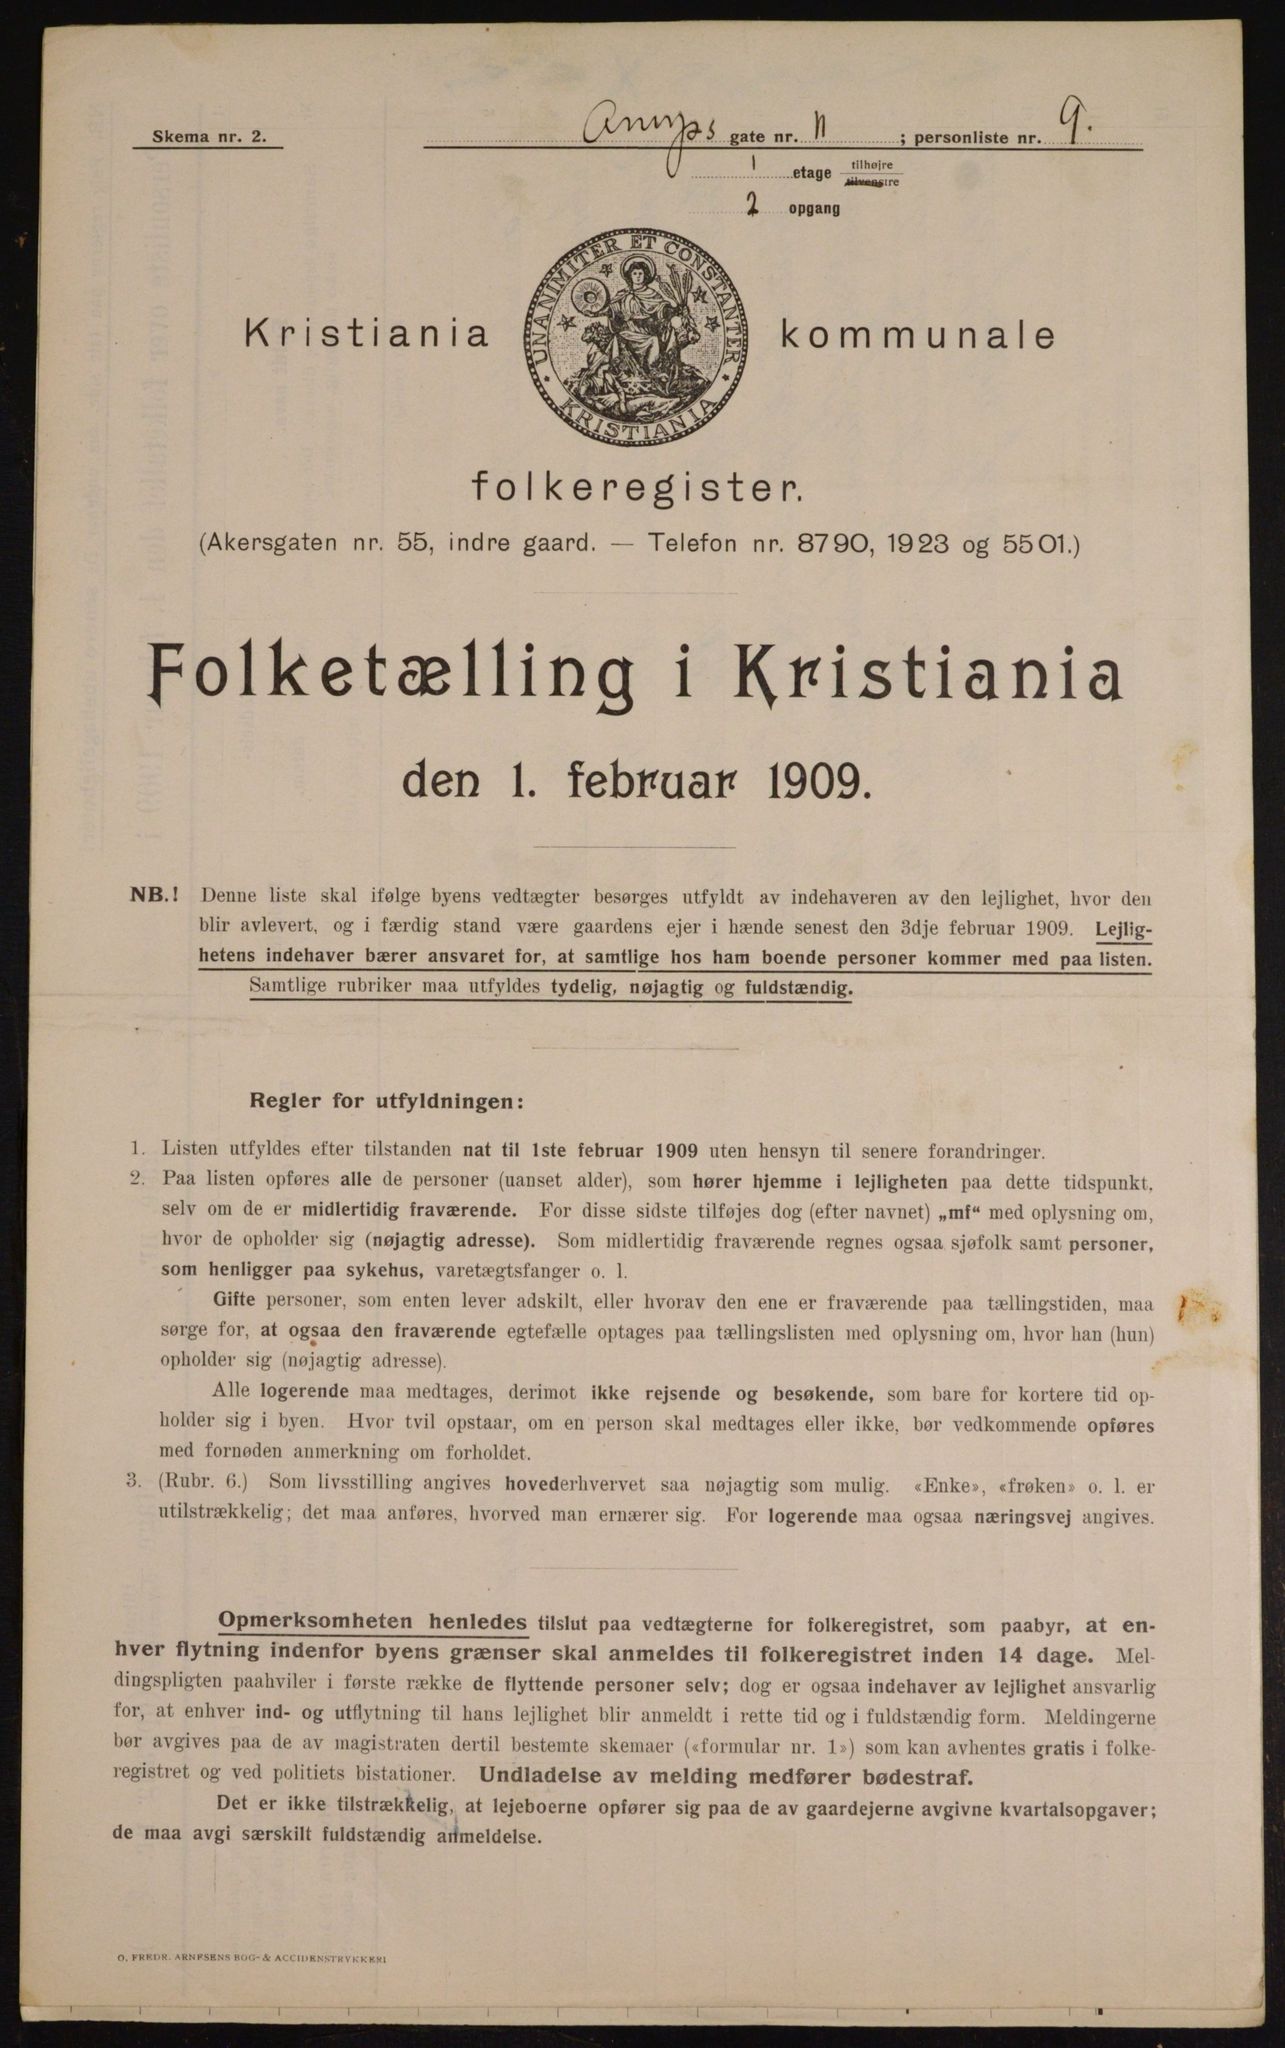 Skema nr. 2.
gate nr. 11 ; personliste nr. 9.
1 etage tilhøjre
tilvenstre
2 opgang
UNANIMITER ET CONSTANTER
KRISTIANIA
Kristiania kommunale
folkeregister.
(Akersgaten nr. 55, indre gaard. — Telefon nr. 8790, 1923 og 5501.)
Folketælling i Kristiania
den 1. februar 1909.
NB.! Denne liste skal ifølge byens vedtægter besørges utfyldt av indehaveren av den lejlighet, hvor den
blir avlevert, og i færdig stand være gaardens ejer i hænde senest den 3dje februar 1909. Lejlig-
hetens indehaver bærer ansvaret for, at samtlige hos ham boende personer kommer med paa listen.
Samtlige rubriker maa utfyldes tydelig, nøjagtig og fuldstændig.
Regler for utfyldningen:
1. Listen utfyldes efter tilstanden nat til 1ste februar 1909 uten hensyn til senere forandringer.
2. Paa listen opføres alle de personer (uanset alder), som hører hjemme i lejligheten paa dette tidspunkt,
selv om de er midlertidig fraværende. For disse sidste tilføjes dog (efter navnet) „mf“ med oplysning om,
hvor de opholder sig (nøjagtig adresse). Som midlertidig fraværende regnes ogsaa sjøfolk samt personer,
som henligger paa sykehus, varetægtsfanger o. l.
Gifte personer, som enten lever adskilt, eller hvorav den ene er fraværende paa tællingstiden, maa
sørge for, at ogsaa den fraværende egtefælle optages paa tællingslisten med oplysning om, hvor han (hun)
opholder sig (nøjagtig adresse).
Alle logerende maa medtages, derimot ikke rejsende og besøkende, som bare for kortere tid op-
holder sig i byen. Hvor tvil opstaar, om en person skal medtages eller ikke, bør vedkommende opføres
med fornøden anmerkning om forholdet.
3. (Rubr. 6.) Som livsstilling angives hovederhvervet saa nøjagtig som mulig. «Enke», «frøken» o. l. er
utilstrækkelig; det maa anføres, hvorved man ernærer sig. For logerende maa ogsaa næringsvej angives.
Opmerksomheten henledes tilslut paa vedtægterne for folkeregistret, som paabyr, at en-
hver flytning indenfor byens grænser skal anmeldes til folkeregistret inden 14 dage. Mel-
dingspligten paahviler i første række de flyttende personer selv; dog er ogsaa indehaver av lejlighet ansvarlig
for, at enhver ind- og utflytning til hans lejlighet blir anmeldt i rette tid og i fuldstændig form. Meldingerne
bør avgives paa de av magistraten dertil bestemte skemaer («formular nr. 1») som kan avhentes gratis i folke-
registret og ved politiets bistationer. Undladelse av melding medfører bødestraf.
Det er ikke tilstrækkelig, at lejeboerne opfører sig paa de av gaardejerne avgivne kvartalsopgaver;
de maa avgi særskilt fuldstændig anmeldelse.
O. FREDR. ARNESENS BOG- & ACCIDENSTRYKKERI